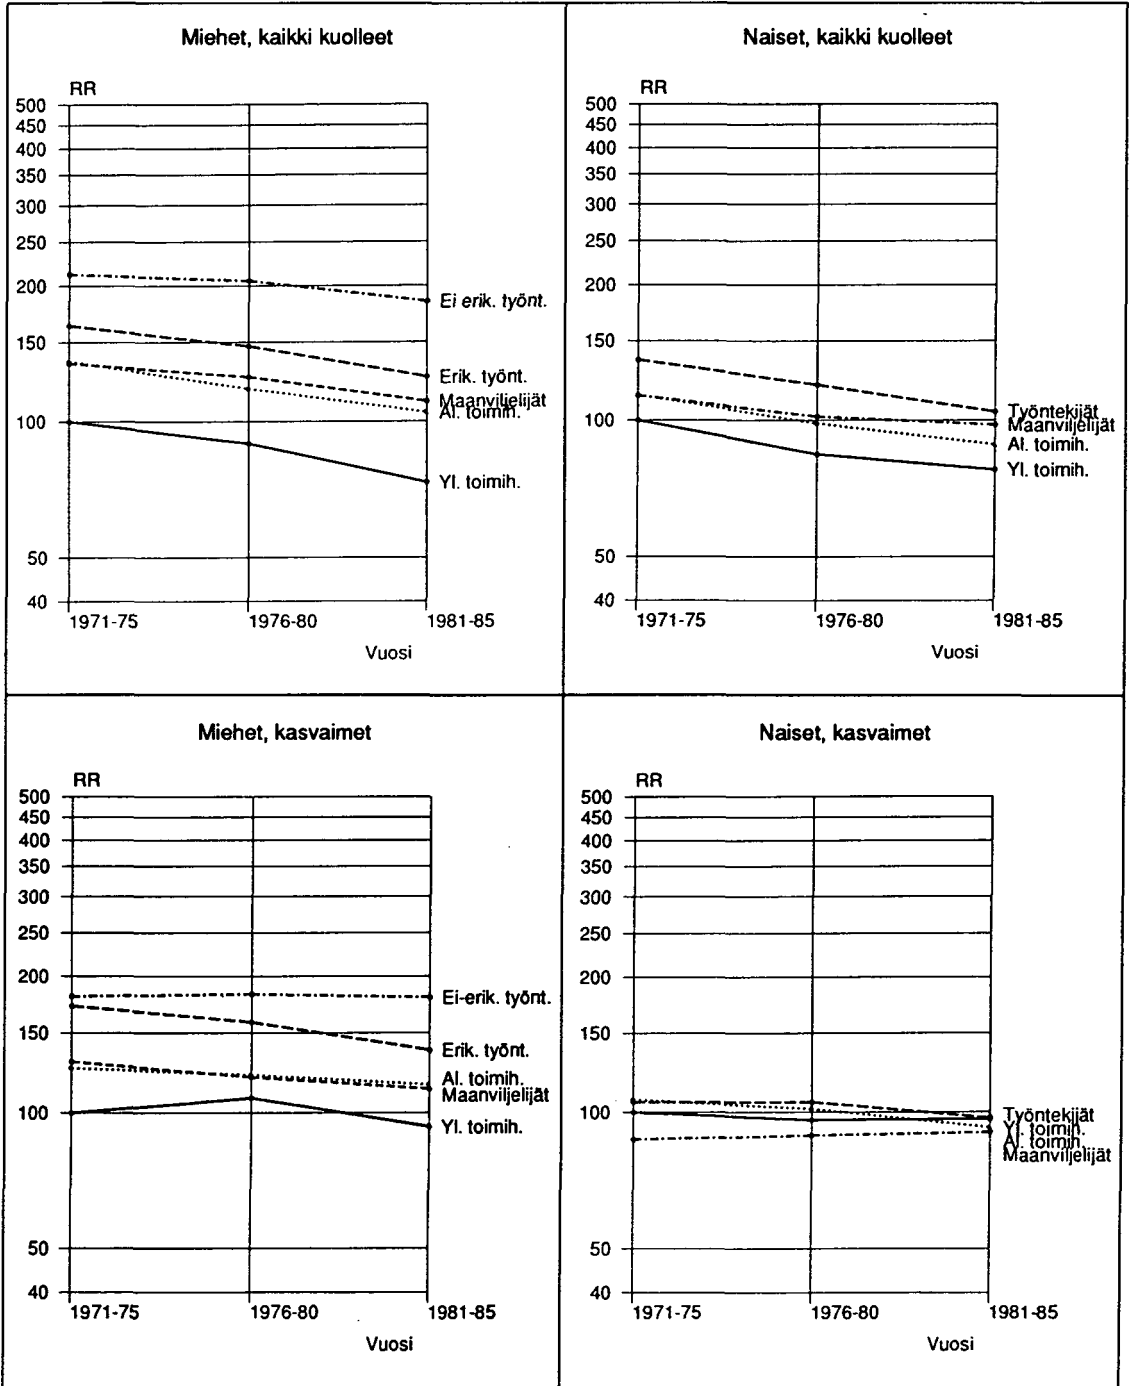 Miehet, kaikki kuolleet
RR
500
450
400
350
300
250
200
150
100
50
40
Ei erik. työnt.
Erik. työnt.
Maanviljelijät
Al. toimih.
Yl. toimih.
1971-75
1976-80
1981-85
Vuosi
Naiset, kaikki kuolleet
RR
500
450
400
350
300
250
200
150
100
50
40
Työntekijät
Maanviljelijät
Al. toimih.
Yl. toimih.
1971-75
1976-80
1981-85
Vuosi
Miehet, kasvaimet
RR
500
450
400
350
300
250
200
150
100
50
40
Ei-erik. työnt.
Erik. työnt.
Al. toimih.
Maanviljelijät
Yl. toimih.
1971-75
1976-80
1981-85
Vuosi
Naiset, kasvaimet
RR
500
450
400
350
300
250
200
150
100
50
40
Työntekijät
Yl. toimih.
Al. toimih.
Maanviljelijät
1971-75
1976-80
1981-85
Vuosi